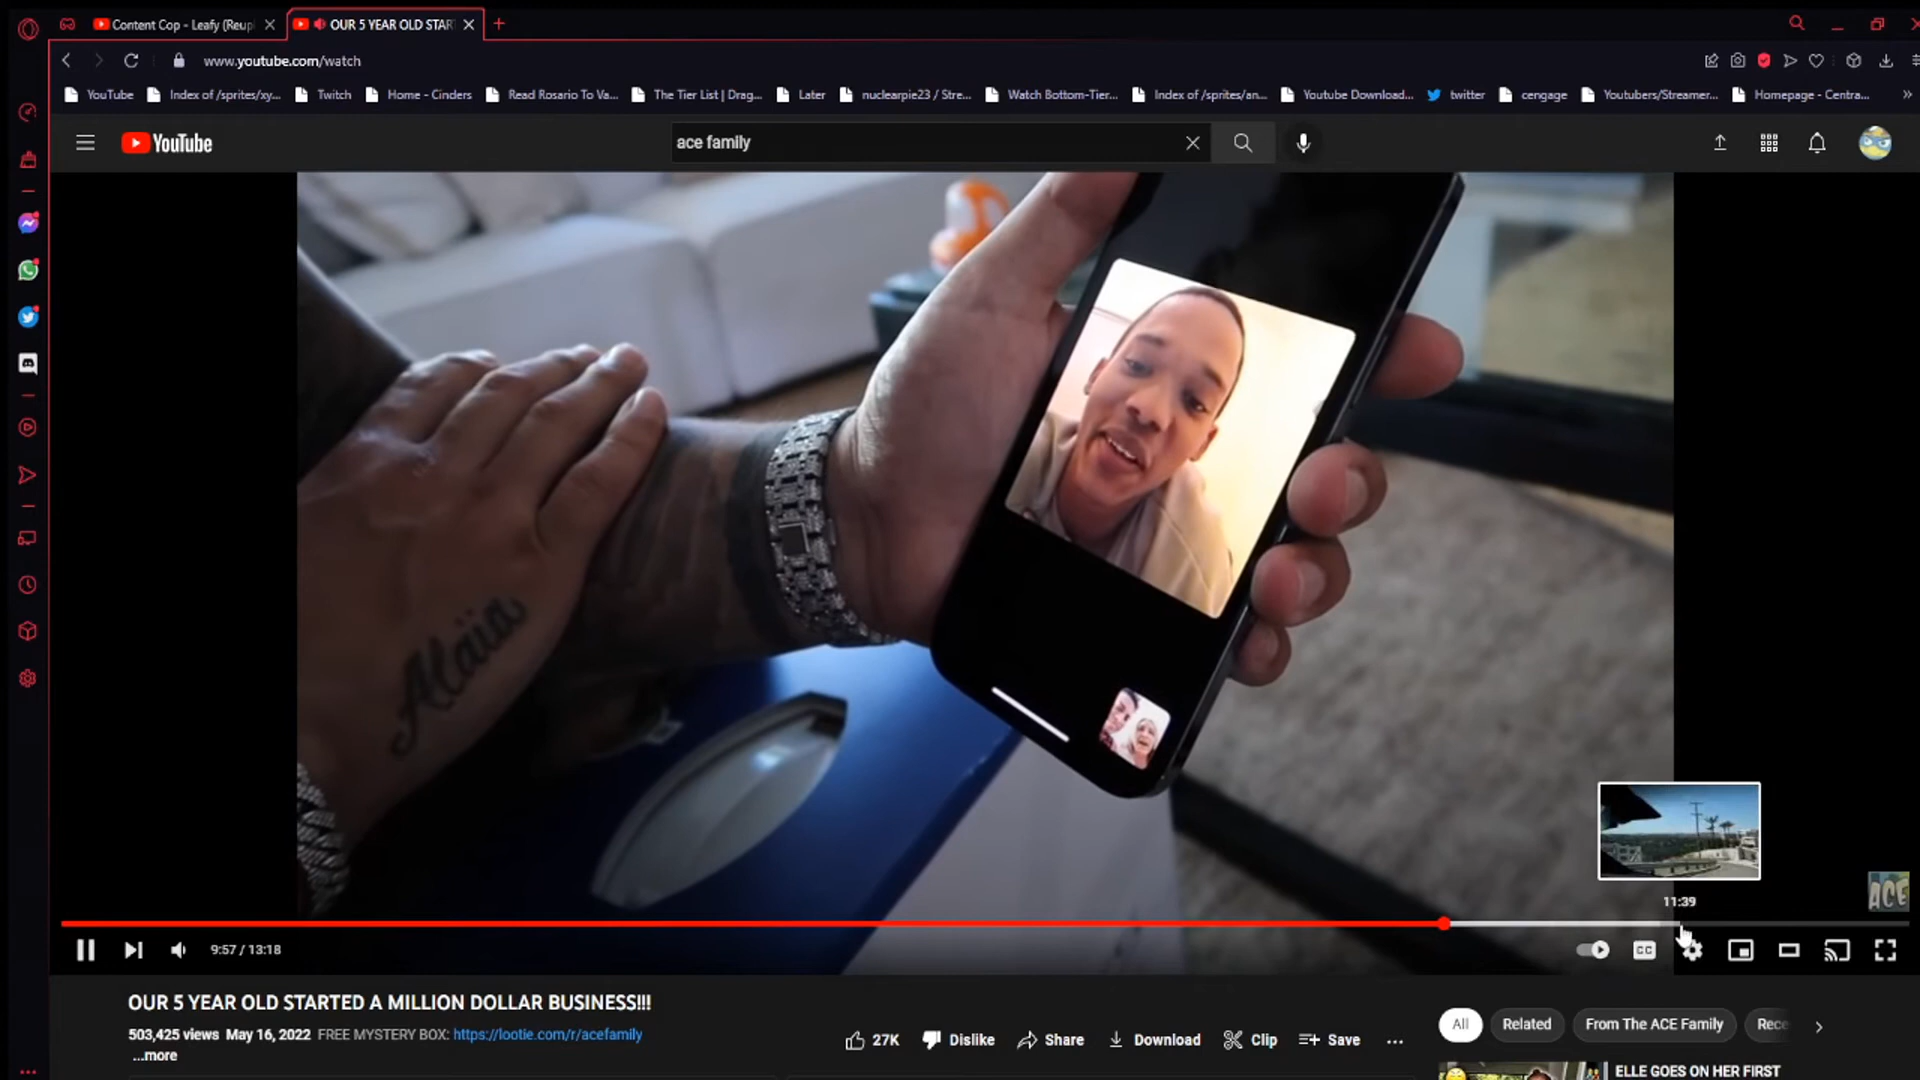 Content Cop - Leafy (Reup
OUR 5 YEAR OLD STAR
www.youtube.com/watch
YouTube
Index of /sprites/xy...
Twitch
Home - Cinders
Read Rosario To Va...
The Tier List | Drag...
Later
nuclearpie23 / Stre...
Watch Bottom-Tier...
Index of /sprites/an...
Youtube Download...
twitter
cengage
Youtubers/Streamer...
Homepage - Centra...
YouTube
ace family
Alaïa
ACE
11:39
9:57 / 13:18
CC
OUR 5 YEAR OLD STARTED A MILLION DOLLAR BUSINESS!!!
503,425 views May 16, 2022 FREE MYSTERY BOX: https://lootie.com/r/acefamily
...more
27K
Dislike
Share
Download
Clip
Save
All
Related
From The ACE Family
Rece
ELLE GOES ON HER FIRST